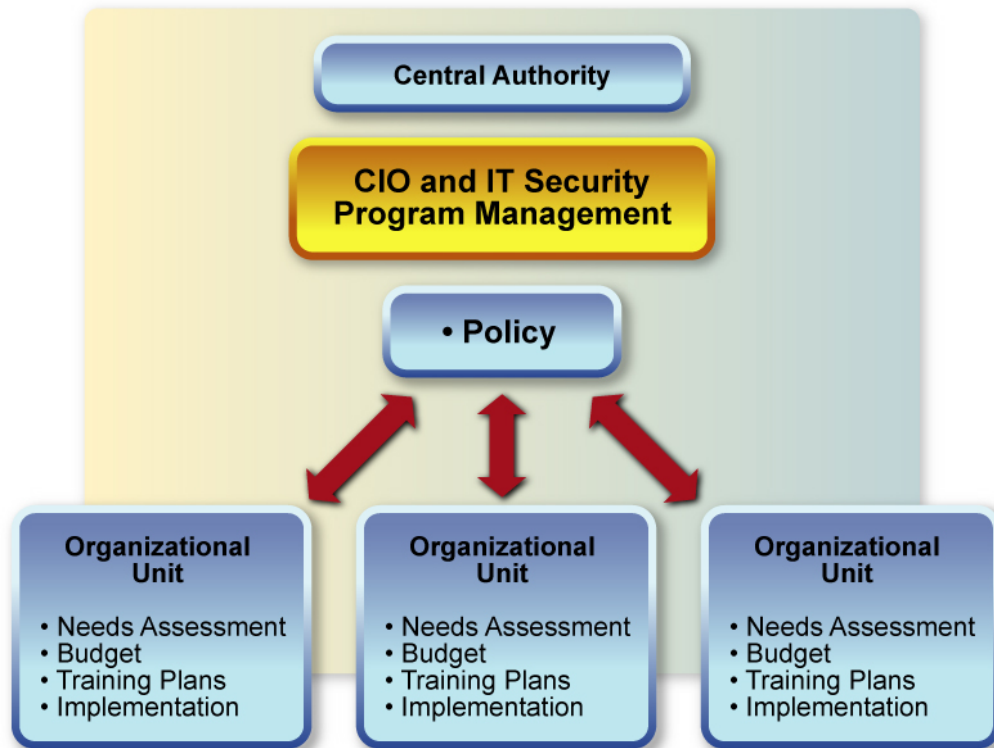 Central Authority
CIO and IT Security
Program Management
• Policy
Organizational
Unit
• Needs Assessment
• Budget
• Training Plans
• Implementation
Organizational
Unit
• Needs Assessment
• Budget
• Training Plans
• Implementation
Organizational
Unit
• Needs Assessment
• Budget
• Training Plans
• Implementation